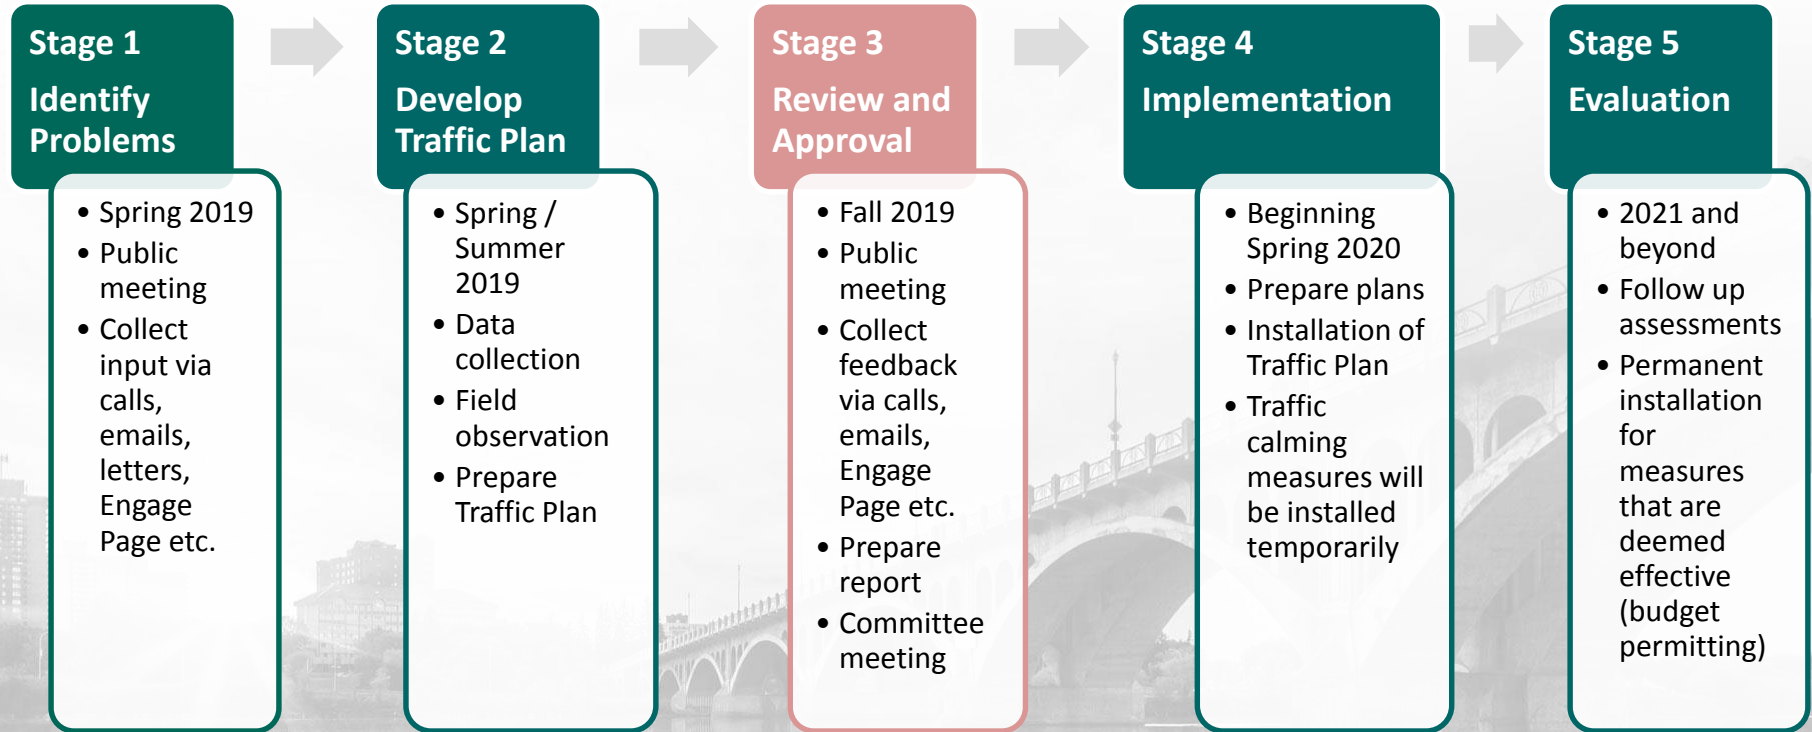 Stage 1
Identify
Problems
• Spring 2019
• Public
meeting
• Collect
input via
calls,
emails,
letters,
Engage
Page etc.
Stage 2
Develop
Traffic Plan
• Spring /
Summer
2019
• Data
collection
• Field
observation
• Prepare
Traffic Plan
Stage 3
Review and
Approval
• Fall 2019
• Public
meeting
• Collect
feedback
via calls,
emails,
Engage
Page etc.
• Prepare
report
• Committee
meeting
Stage 4
Implementation
• Beginning
Spring 2020
• Prepare plans
• Installation of
Traffic Plan
• Traffic
calming
measures will
be installed
temporarily
Stage 5
Evaluation
• 2021 and
beyond
• Follow up
assessments
• Permanent
installation
for
measures
that are
deemed
effective
(budget
permitting)